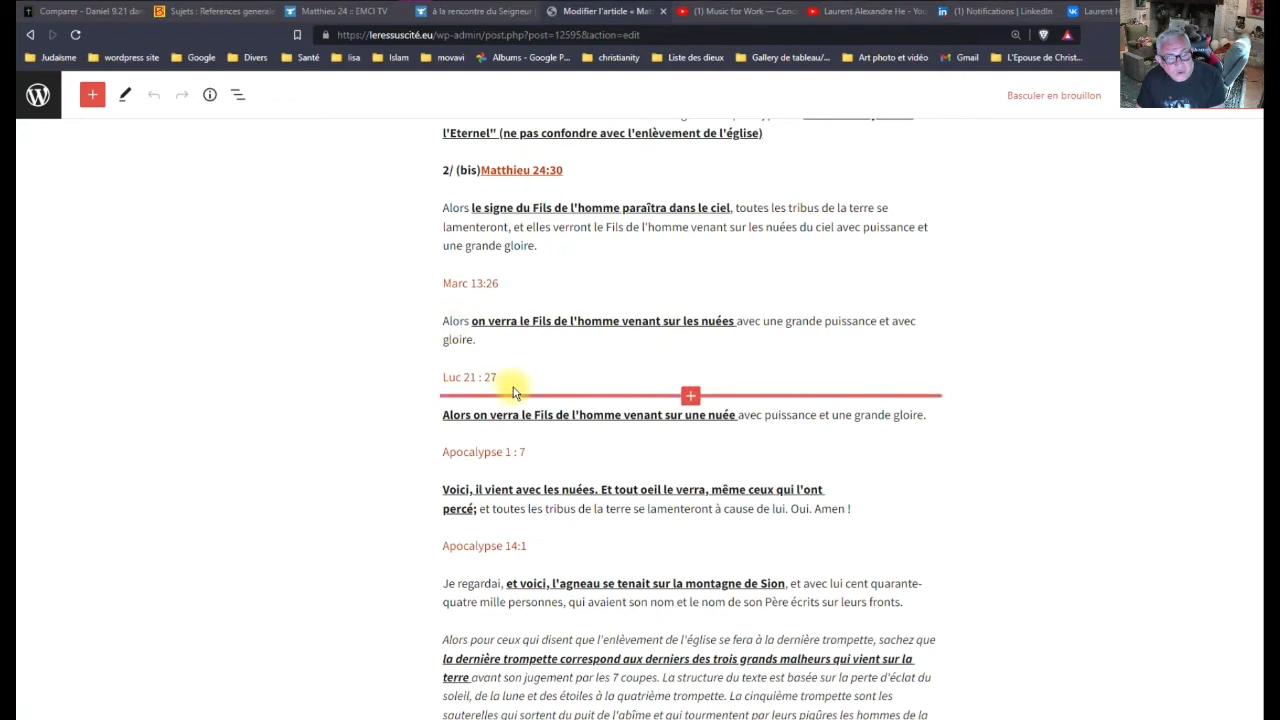 Comparer - Daniel 9.21 dan
Sujets : References generale
Matthieu 24 :: EMCI TV
à la rencontre du Seigneur
Modifier l'article « Mat
(1) Music for Work — Conc
Laurent Alexandre He - You
(1) Notifications | LinkedIn
Laurent H
https://leressuscité.eu/wp-admin/post.php?post=12595&action=edit
Judaïsme
wordpress site
Google
Divers
Santé
lisa
Islam
movavi
Albums - Google P...
christianity
Liste des dieux
Gallery de tableau/...
Art photo et vidéo
Gmail
L'Epouse de Christ...
Basculer en brouillon
l'Eternel" (ne pas confondre avec l'enlèvement de l'église)
2/ (bis)Matthieu 24:30
Alors le signe du Fils de l'homme paraîtra dans le ciel, toutes les tribus de la terre se
lamenteront, et elles verront le Fils de l'homme venant sur les nuées du ciel avec puissance et
une grande gloire.
Marc 13:26
Alors on verra le Fils de l'homme venant sur les nuées avec une grande puissance et avec
gloire.
Luc 21 : 27
Alors on verra le Fils de l'homme venant sur une nuée avec puissance et une grande gloire.
Apocalypse 1 : 7
Voici, il vient avec les nuées. Et tout oeil le verra, même ceux qui l'ont
percé; et toutes les tribus de la terre se lamenteront à cause de lui. Oui. Amen !
Apocalypse 14:1
Je regardai, et voici, l'agneau se tenait sur la montagne de Sion, et avec lui cent quarante-
quatre mille personnes, qui avaient son nom et le nom de son Père écrits sur leurs fronts.
Alors pour ceux qui disent que l'enlèvement de l'église se fera à la dernière trompette, sachez que
la dernière trompette correspond aux derniers des trois grands malheurs qui vient sur la
terre avant son jugement par les 7 coupes. La structure du texte est basée sur la perte d'éclat du
soleil, de la lune et des étoiles à la quatrième trompette. La cinquième trompette sont les
sauterelles qui sortent du puit de l'abîme et qui tourmentent par leurs piqûres les hommes de la